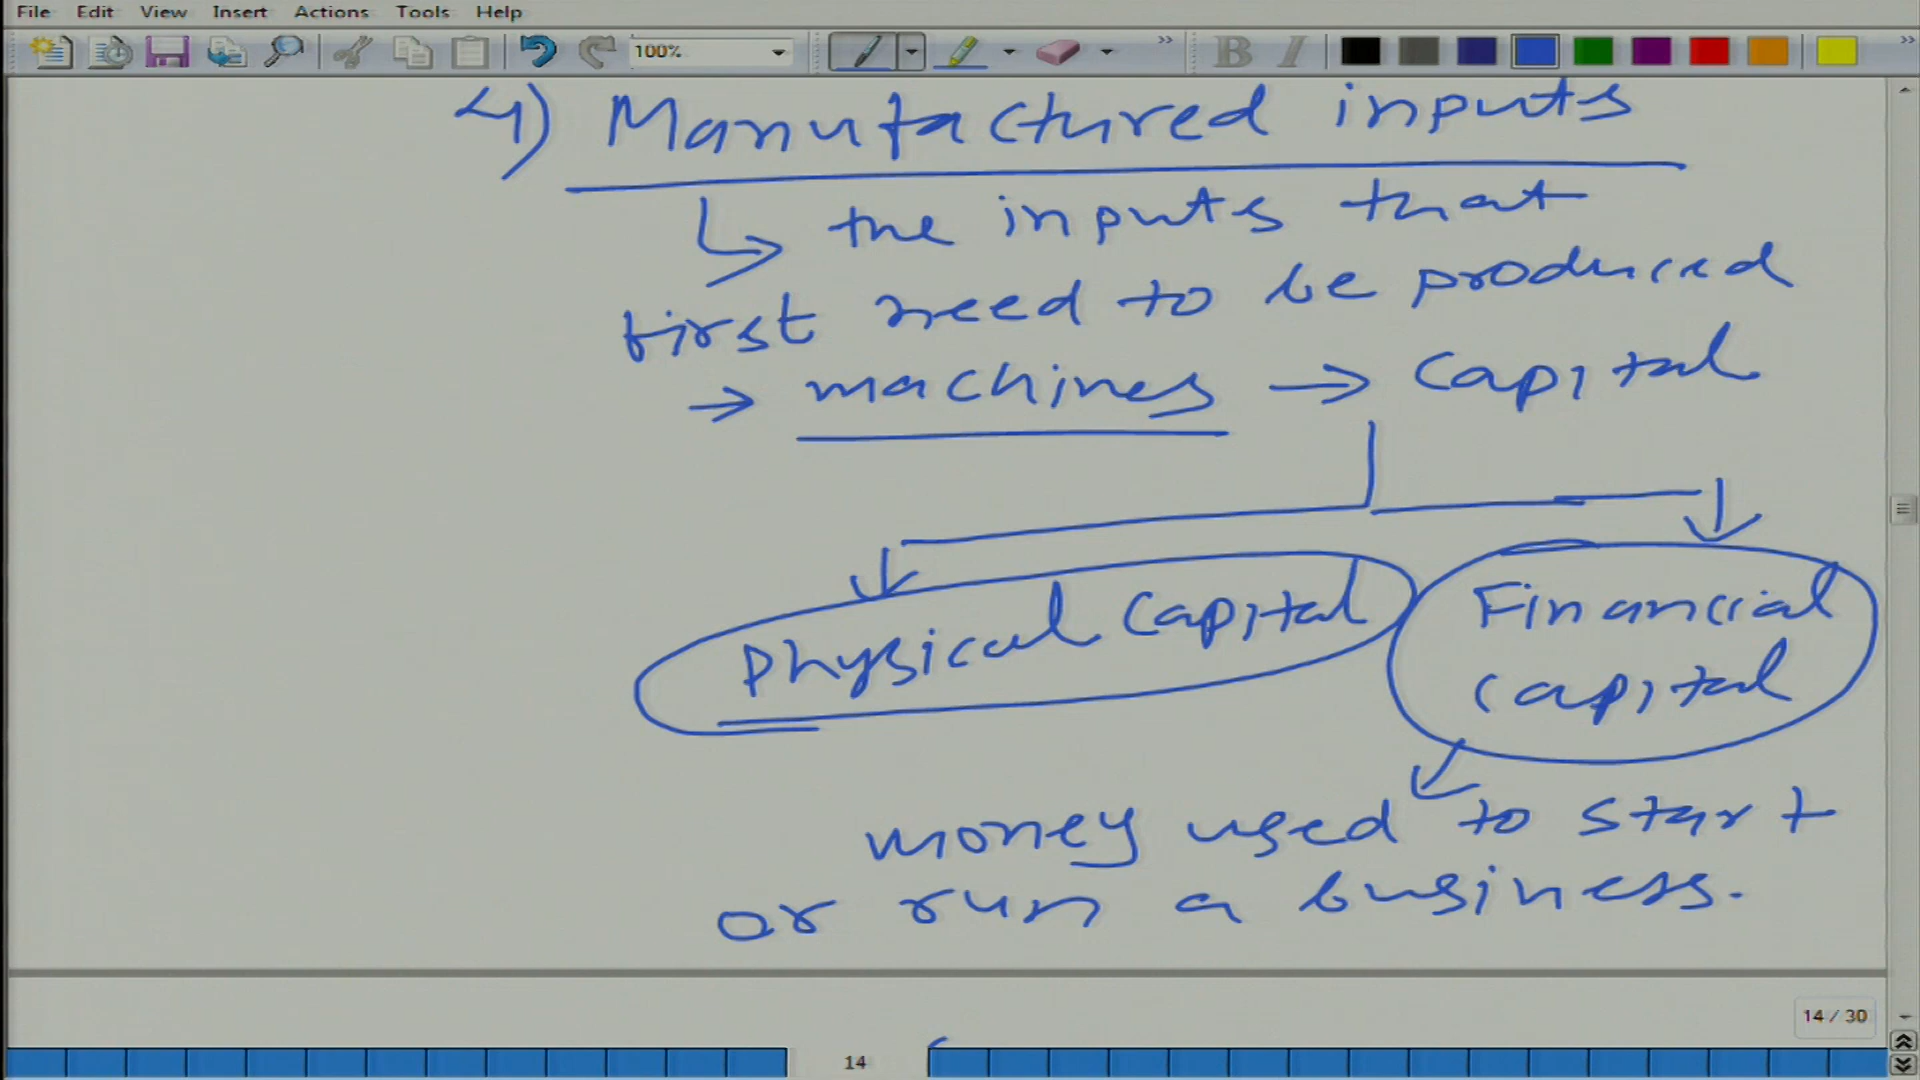 File Edit View Insert Actions Tools Help
100%
B I
4) Manufactured inputs
↳ the inputs that
first need to be produced
→ machines → Capital
Physical Capital
Financial
capital
money used to start
or run a business.
14 / 30
14